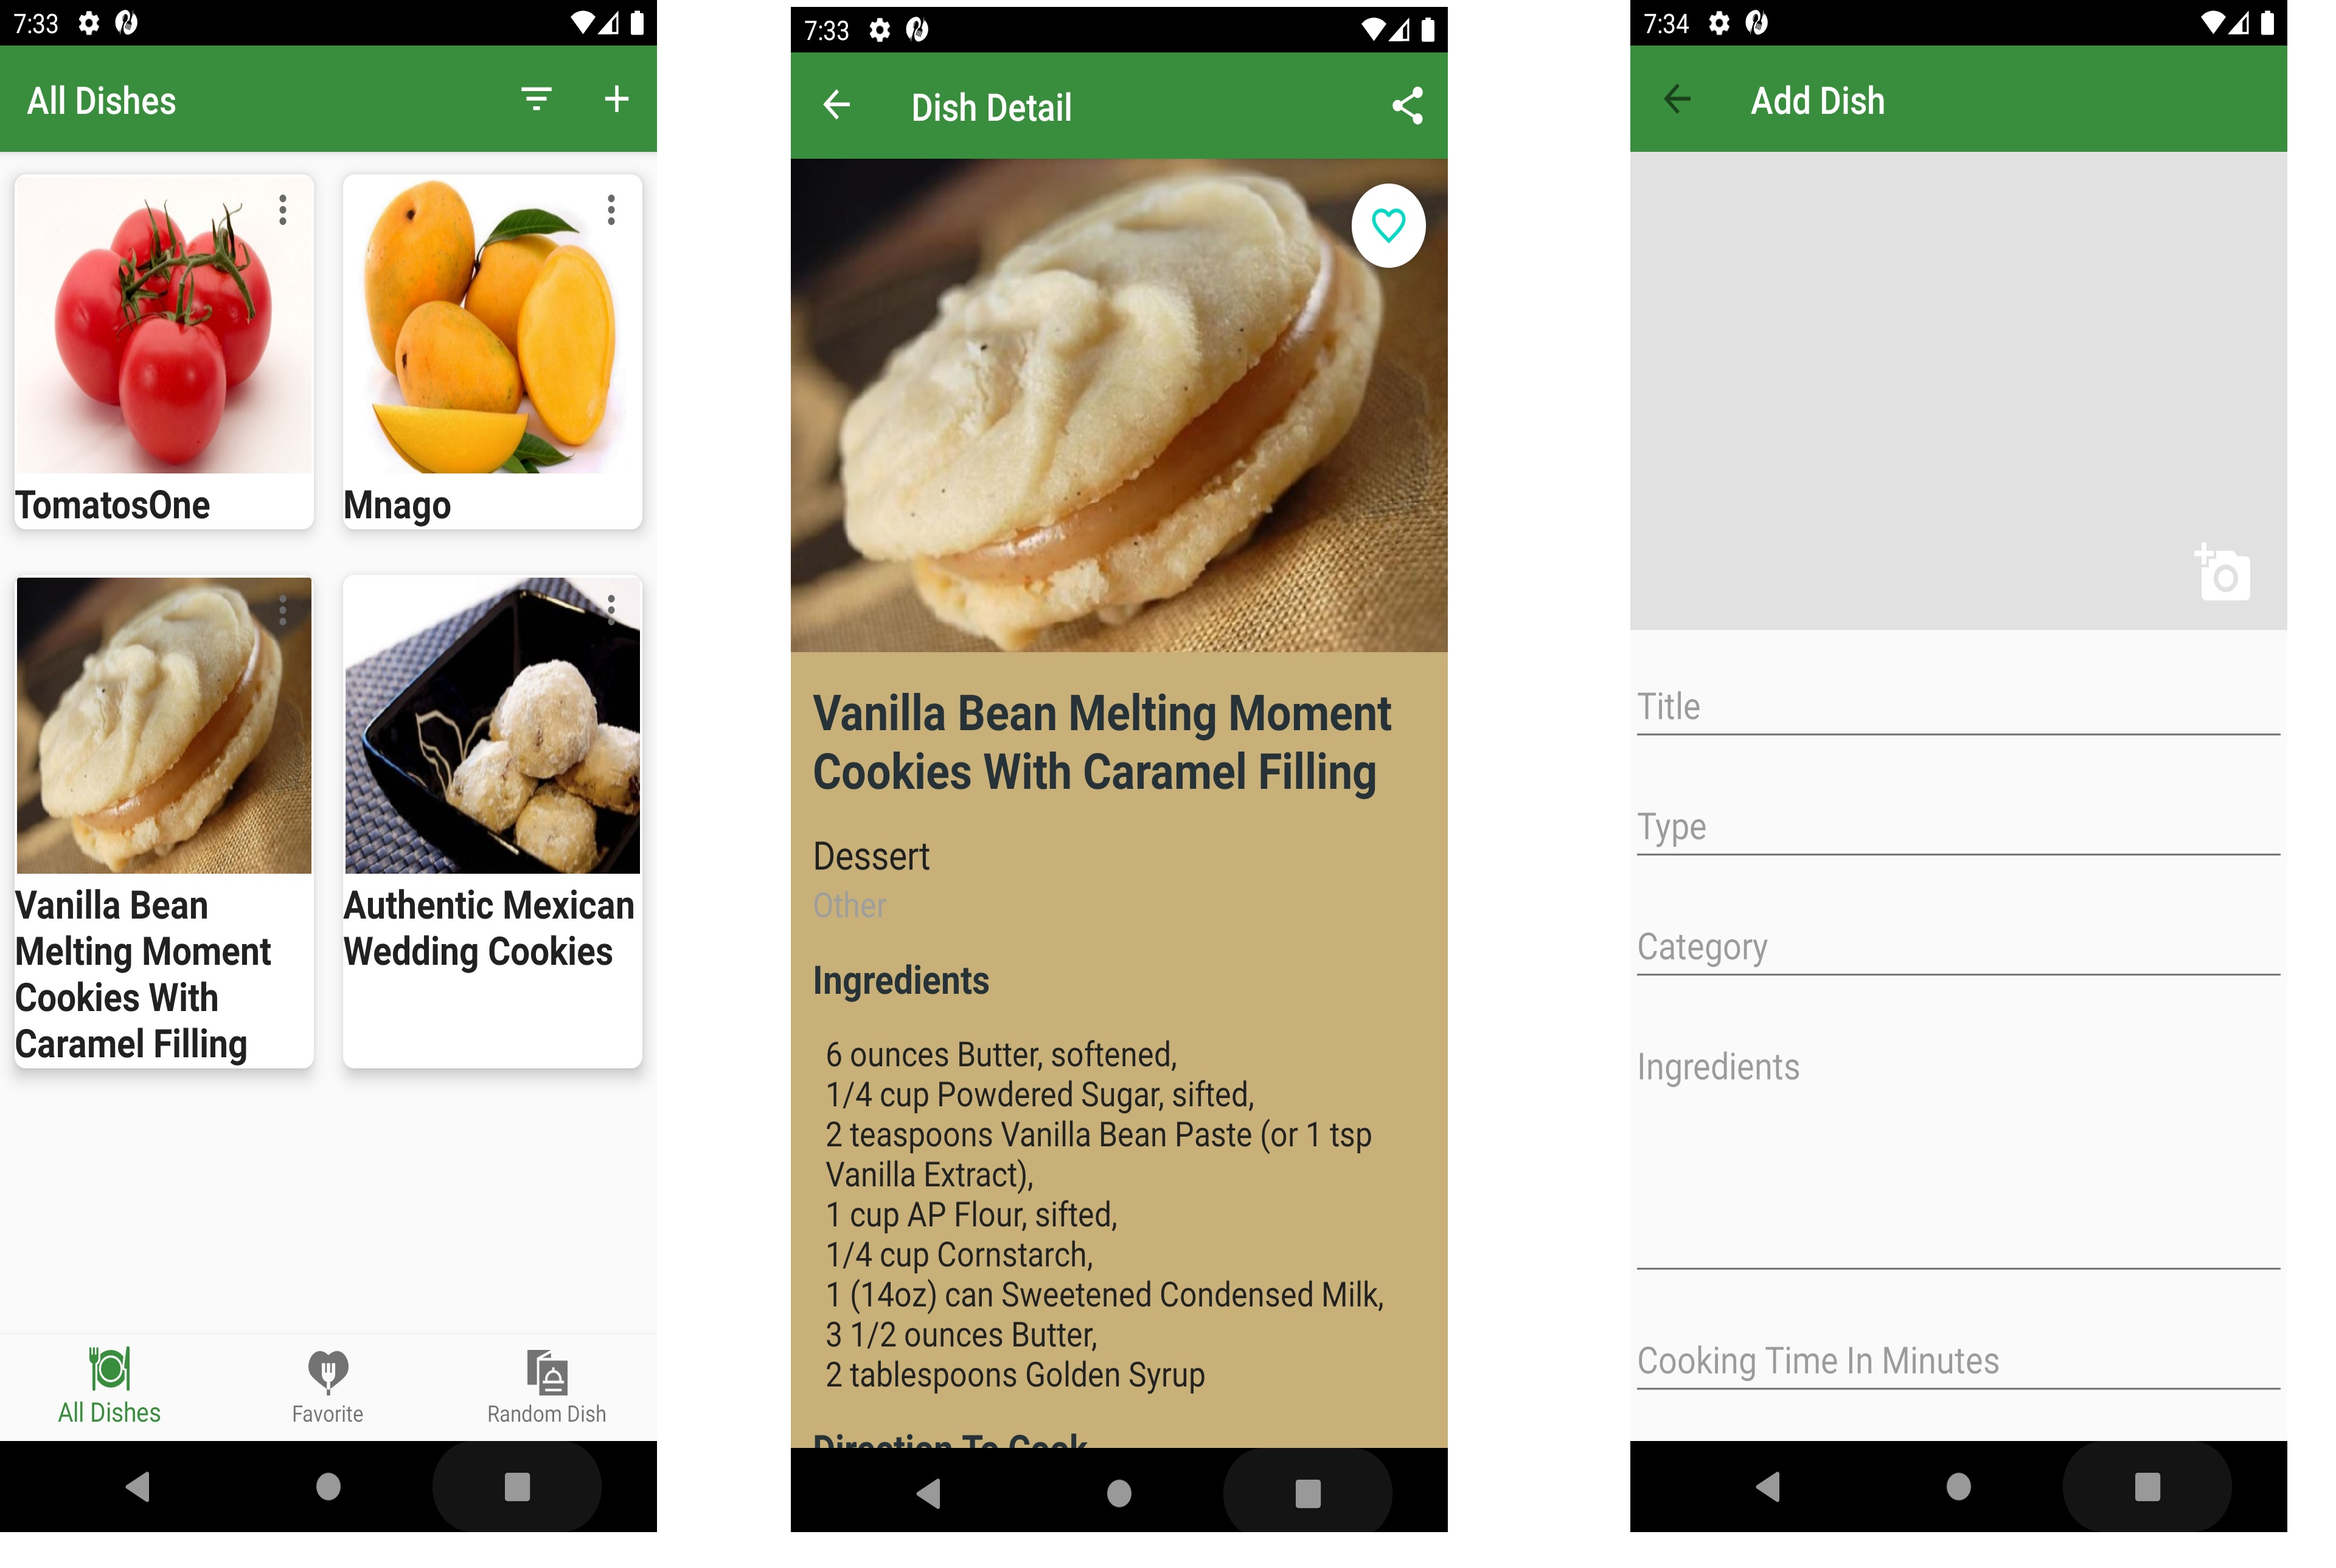 7:33
All Dishes
TomatosOne
Mnago
Vanilla Bean
Melting Moment
Cookies With
Caramel Filling
Authentic Mexican
Wedding Cookies
All Dishes
Favorite
Random Dish
7:33
Dish Detail
Vanilla Bean Melting Moment
Cookies With Caramel Filling
Dessert
Other
Ingredients
6 ounces Butter, softened,
1/4 cup Powdered Sugar, sifted,
2 teaspoons Vanilla Bean Paste (or 1 tsp
Vanilla Extract),
1 cup AP Flour, sifted,
1/4 cup Cornstarch,
1 (14oz) can Sweetened Condensed Milk,
3 1/2 ounces Butter,
2 tablespoons Golden Syrup
Direction To Cook
7:34
Add Dish
Title
Type
Category
Ingredients
Cooking Time In Minutes